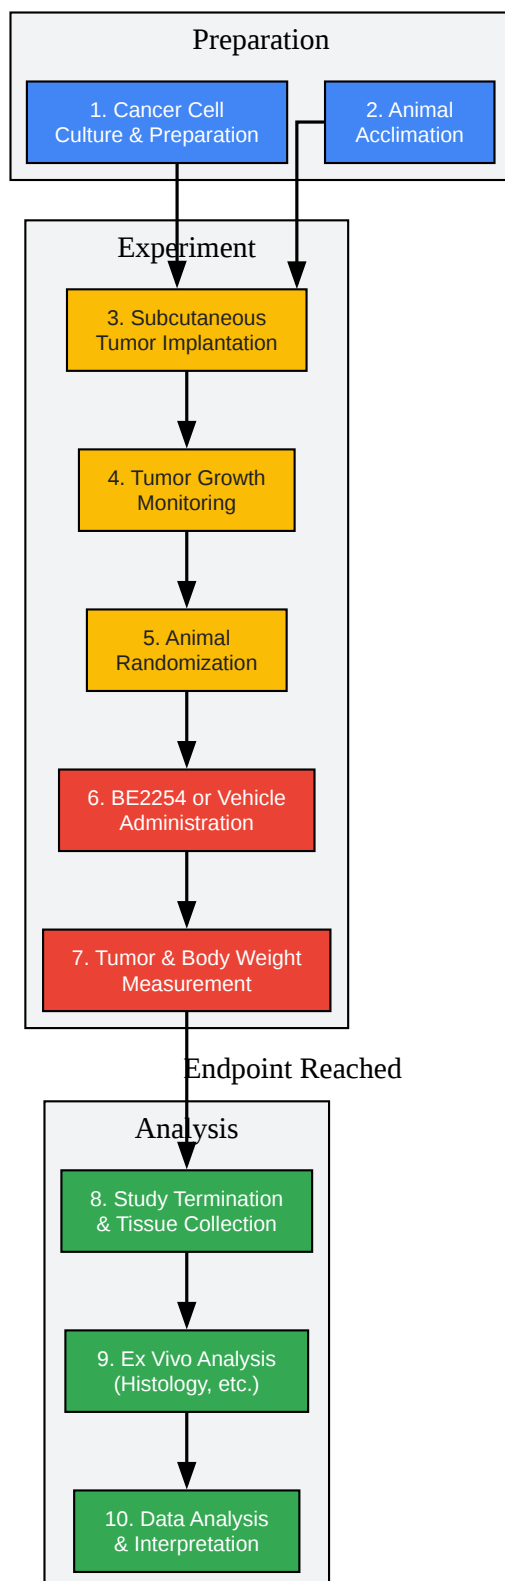 Preparation
1. Cancer Cell
Culture & Preparation
2. Animal
Acclimation
Experiment
3. Subcutaneous
Tumor Implantation
4. Tumor Growth
Monitoring
5. Animal
Randomization
6. BE2254 or Vehicle
Administration
7. Tumor & Body Weight
Measurement
Endpoint Reached
Analysis
8. Study Termination
& Tissue Collection
9. Ex Vivo Analysis
(Histology, etc.)
10. Data Analysis
& Interpretation